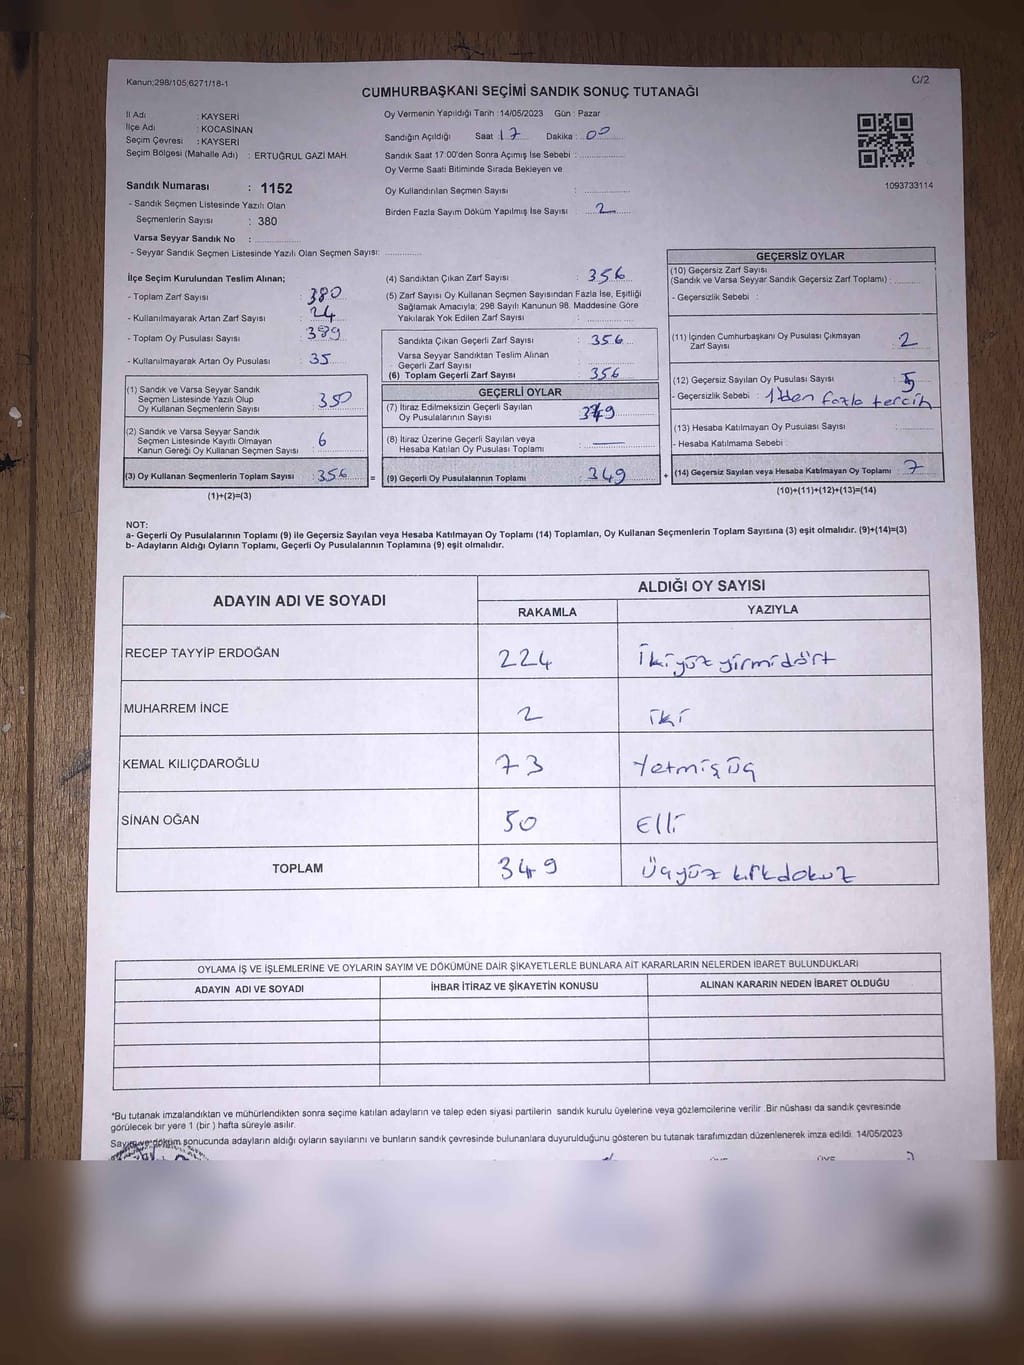 Kanun;298/105;6271/18-1
C/2
CUMHURBAŞKANI SEÇİMİ SANDIK SONUÇ TUTANAĞI
İl Adı : KAYSERİ
İlçe Adı : KOCASİNAN
Seçim Çevresi : KAYSERİ
Seçim Bölgesi (Mahalle Adı) : ERTUĞRUL GAZİ MAH.
Sandık Numarası : 1152
- Sandık Seçmen Listesinde Yazılı Olan
Seçmenlerin Sayısı : 380
Varsa Seyyar Sandık No :
- Seyyar Sandık Seçmen Listesinde Yazılı Olan Seçmen Sayısı:
Oy Vermenin Yapıldığı Tarih :14/05/2023 Gün : Pazar
Sandığın Açıldığı Saat 17 Dakika : 00
Sandık Saat 17:00'den Sonra Açımış İse Sebebi :
Oy Verme Saati Bitiminde Sırada Bekleyen ve
Oy Kullandırılan Seçmen Sayısı :
Birden Fazla Sayım Döküm Yapılmış İse Sayısı : 2
1093733114
İlçe Seçim Kurulundan Teslim Alınan;
- Toplam Zarf Sayısı : 380
- Kullanılmayarak Artan Zarf Sayısı : 24
- Toplam Oy Pusulası Sayısı : 389
- Kullanılmayarak Artan Oy Pusulası : 35
(1) Sandık ve Varsa Seyyar Sandık
Seçmen Listesinde Yazılı Olup
Oy Kullanan Seçmenlerin Sayısı : 350
(2) Sandık ve Varsa Seyyar Sandık
Seçmen Listesinde Kayıtlı Olmayan
Kanun Gereği Oy Kullanan Seçmen Sayısı : 6
(3) Oy Kullanan Seçmenlerin Toplam Sayısı : 356 =
(1)+(2)=(3)
(4) Sandıktan Çıkan Zarf Sayısı : 356
(5) Zarf Sayısı Oy Kullanan Seçmen Sayısından Fazla İse, Eşitliği
Sağlamak Amacıyla; 298 Sayılı Kanunun 98. Maddesine Göre
Yakılarak Yok Edilen Zarf Sayısı :
Sandıkta Çıkan Geçerli Zarf Sayısı : 356
Varsa Seyyar Sandıktan Teslim Alınan
Geçerli Zarf Sayısı :
(6) Toplam Geçerli Zarf Sayısı : 356
GEÇERLİ OYLAR
(7) İtiraz Edilmeksizin Geçerli Sayılan
Oy Pusulalarının Sayısı : 349
(8) İtiraz Üzerine Geçerli Sayılan veya
Hesaba Katılan Oy Pusulası Toplamı :
(9) Geçerli Oy Pusulalarının Toplamı : 349 +
GEÇERSİZ OYLAR
(10) Geçersiz Zarf Sayısı
(Sandık ve Varsa Seyyar Sandık Geçersiz Zarf Toplamı) :
- Geçersizlik Sebebi :
(11) İçinden Cumhurbaşkanı Oy Pusulası Çıkmayan
Zarf Sayısı : 2
(12) Geçersiz Sayılan Oy Pusulası Sayısı : 5
- Geçersizlik Sebebi : 1'den fazla tercih
(13) Hesaba Katılmayan Oy Pusulası Sayısı :
- Hesaba Katılmama Sebebi :
(14) Geçersiz Sayılan veya Hesaba Katılmayan Oy Toplamı : 7
(10)+(11)+(12)+(13)=(14)
NOT:
a- Geçerli Oy Pusulalarının Toplamı (9) ile Geçersiz Sayılan veya Hesaba Katılmayan Oy Toplamı (14) Toplamları, Oy Kullanan Seçmenlerin Toplam Sayısına (3) eşit olmalıdır. (9)+(14)=(3)
b- Adayların Aldığı Oyların Toplamı, Geçerli Oy Pusulalarının Toplamına (9) eşit olmalıdır.
ADAYIN ADI VE SOYADI
ALDIĞI OY SAYISI
RAKAMLA YAZIYLA
RECEP TAYYİP ERDOĞAN 224 İkiyüz yirmidört
MUHARREM İNCE 2 iki
KEMAL KILIÇDAROĞLU 73 Yetmişüç
SİNAN OĞAN 50 Elli
TOPLAM 349 Üçyüz kırkdokuz
OYLAMA İŞ VE İŞLEMLERİNE VE OYLARIN SAYIM VE DÖKÜMÜNE DAİR ŞİKAYETLERLE BUNLARA AİT KARARLARIN NELERDEN İBARET BULUNDUKLARI
ADAYIN ADI VE SOYADI İHBAR İTİRAZ VE ŞİKAYETİN KONUSU ALINAN KARARIN NEDEN İBARET OLDUĞU
*Bu tutanak imzalandıktan ve mühürlendikten sonra seçime katılan adayların ve talep eden siyasi partilerin sandık kurulu üyelerine veya gözlemcilerine verilir .Bir nüshası da sandık çevresinde
görülecek bir yere 1 (bir ) hafta süreyle asılır.
Sayım ve döküm sonucunda adayların aldığı oyların sayılarını ve bunların sandık çevresinde bulunanlara duyurulduğunu gösteren bu tutanak tarafımızdan düzenlenerek imza edildi. 14/05/2023